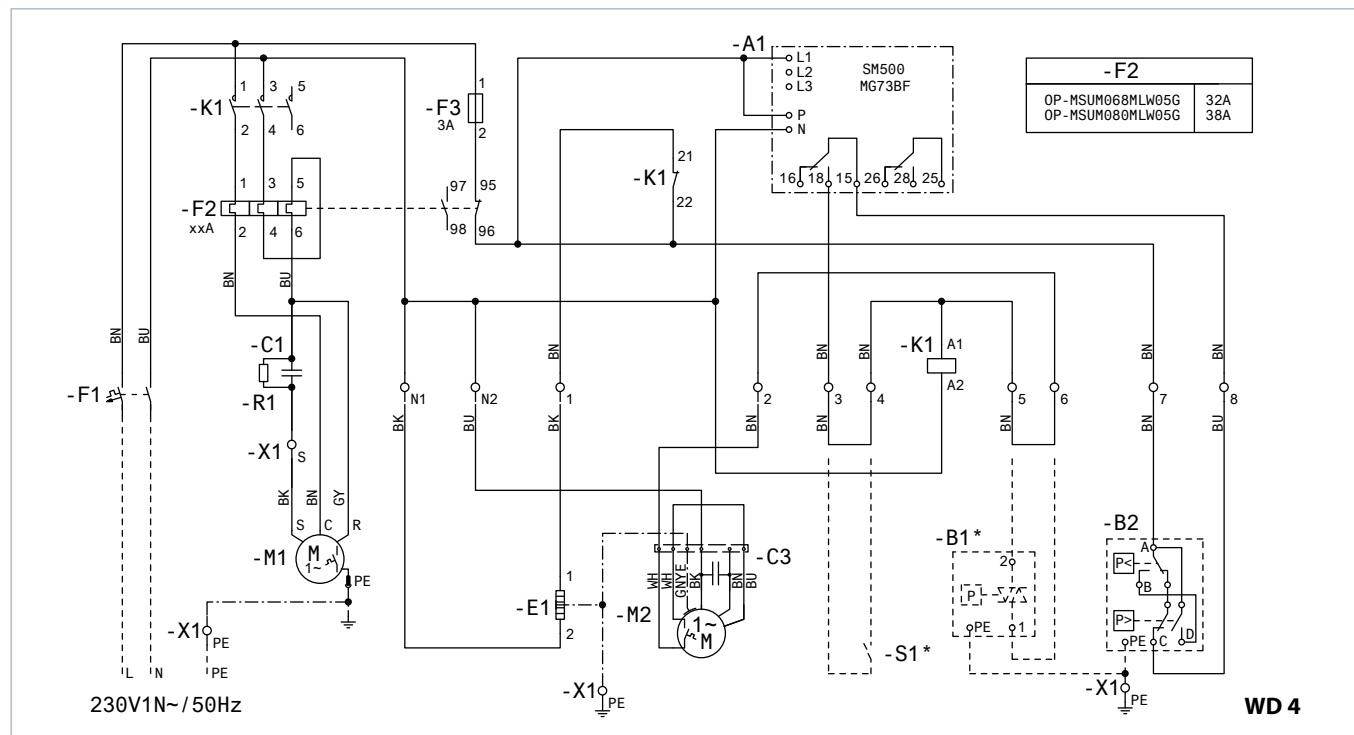 -A1
L1
L2
L3
P
N
SM500
MG73BF
16 18 15 26 28 25
-F2
OP-MSUM068MLW05G 32A
OP-MSUM080MLW05G 38A
1 3 5
-K1
2 4 6
-F3
3A
1
2
21
-K1
22
1 3 5
-F2
xxA
2 4 6
97 95
98 96
BN BU
BN BU
-C1
-R1
-F1
-X1 S
BK BN GY
S C R
-M1
M
1~
PE
-X1
PE
L N PE
230V1N~/50Hz
N1
BK
N2
BU
BN
1
BK
2
BN
BN
3
BN
BN
4
-K1
A1
A2
BN
5
BN
6
BN
7
BN
BN
8
BU
-E1
1
2
-M2
1~
M
WH WH GNYE BK BN BU
-C3
-X1
PE
-S1*
-B1*
2
P
PE 1
-B2
A
P<
B
P>
PE C D
-X1
PE
WD 4